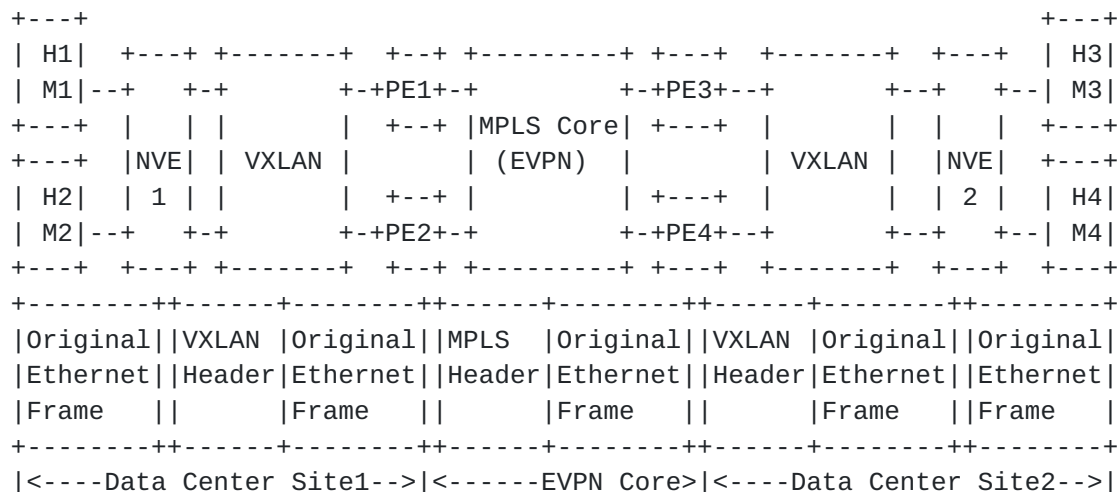 +---+                                                       +---+
| H1|  +---+ +-------+  +--+ +---------+ +---+  +-------+  +---+  | H3|
| M1|--+   +-+       +-+PE1+-+         +-+PE3+--+       +--+   +--| M3|
+---+  |   | |       |  +--+ |MPLS Core| +---+  |       |  |   |  +---+
+---+  |NVE| | VXLAN |       | (EVPN)  |        | VXLAN |  |NVE|  +---+
| H2|  | 1 | |       |  +--+ |         | +---+  |       |  | 2 |  | H4|
| M2|--+   +-+       +-+PE2+-+         +-+PE4+--+       +--+   +--| M4|
+---+  +---+ +-------+  +--+ +---------+ +---+  +-------+  +---+  +---+
+--------++------+--------++------+--------++------+--------++--------+
|Original||VXLAN |Original||MPLS  |Original||VXLAN |Original||Original|
|Ethernet||Header|Ethernet||Header|Ethernet||Header|Ethernet||Ethernet|
|Frame   ||      |Frame   ||      |Frame   ||      |Frame   ||Frame   |
+--------++------+--------++------+--------++------+--------++--------+
|<----Data Center Site1-->|<------EVPN Core>|<----Data Center Site2-->|